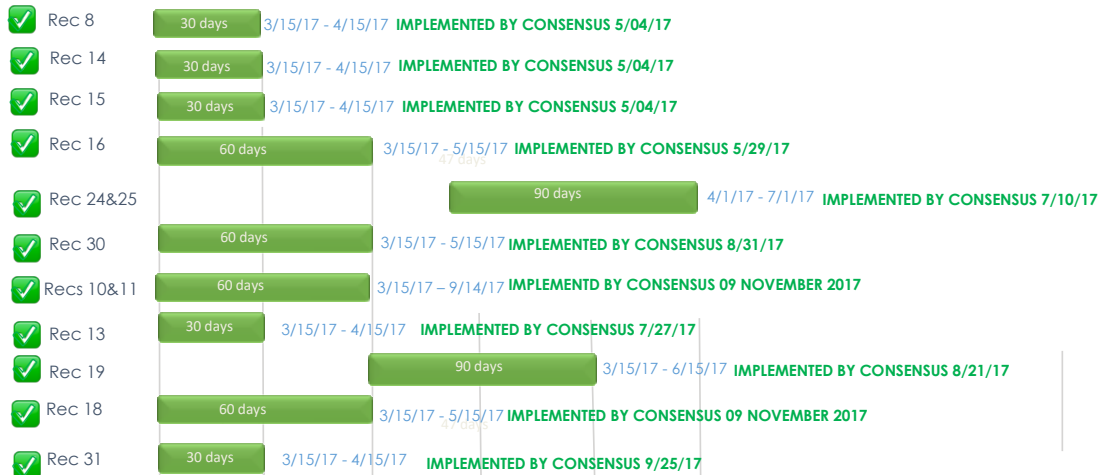 Rec 8 30 days 3/15/17 - 4/15/17 IMPLEMENTED BY CONSENSUS 5/04/17
Rec 14 30 days 3/15/17 - 4/15/17 IMPLEMENTED BY CONSENSUS 5/04/17
Rec 15 30 days 3/15/17 - 4/15/17 IMPLEMENTED BY CONSENSUS 5/04/17
Rec 16 60 days 3/15/17 - 5/15/17 IMPLEMENTED BY CONSENSUS 5/29/17
47 days
Rec 24&25 90 days 4/1/17 - 7/1/17 IMPLEMENTED BY CONSENSUS 7/10/17
Rec 30 60 days 3/15/17 - 5/15/17 IMPLEMENTED BY CONSENSUS 8/31/17
Recs 10&11 60 days 3/15/17 – 9/14/17 IMPLEMENTD BY CONSENSUS 09 NOVEMBER 2017
Rec 13 30 days 3/15/17 - 4/15/17 IMPLEMENTED BY CONSENSUS 7/27/17
Rec 19 90 days 3/15/17 - 6/15/17 IMPLEMENTED BY CONSENSUS 8/21/17
Rec 18 60 days 3/15/17 - 5/15/17 IMPLEMENTED BY CONSENSUS 09 NOVEMBER 2017
47 days
Rec 31 30 days 3/15/17 - 4/15/17 IMPLEMENTED BY CONSENSUS 9/25/17